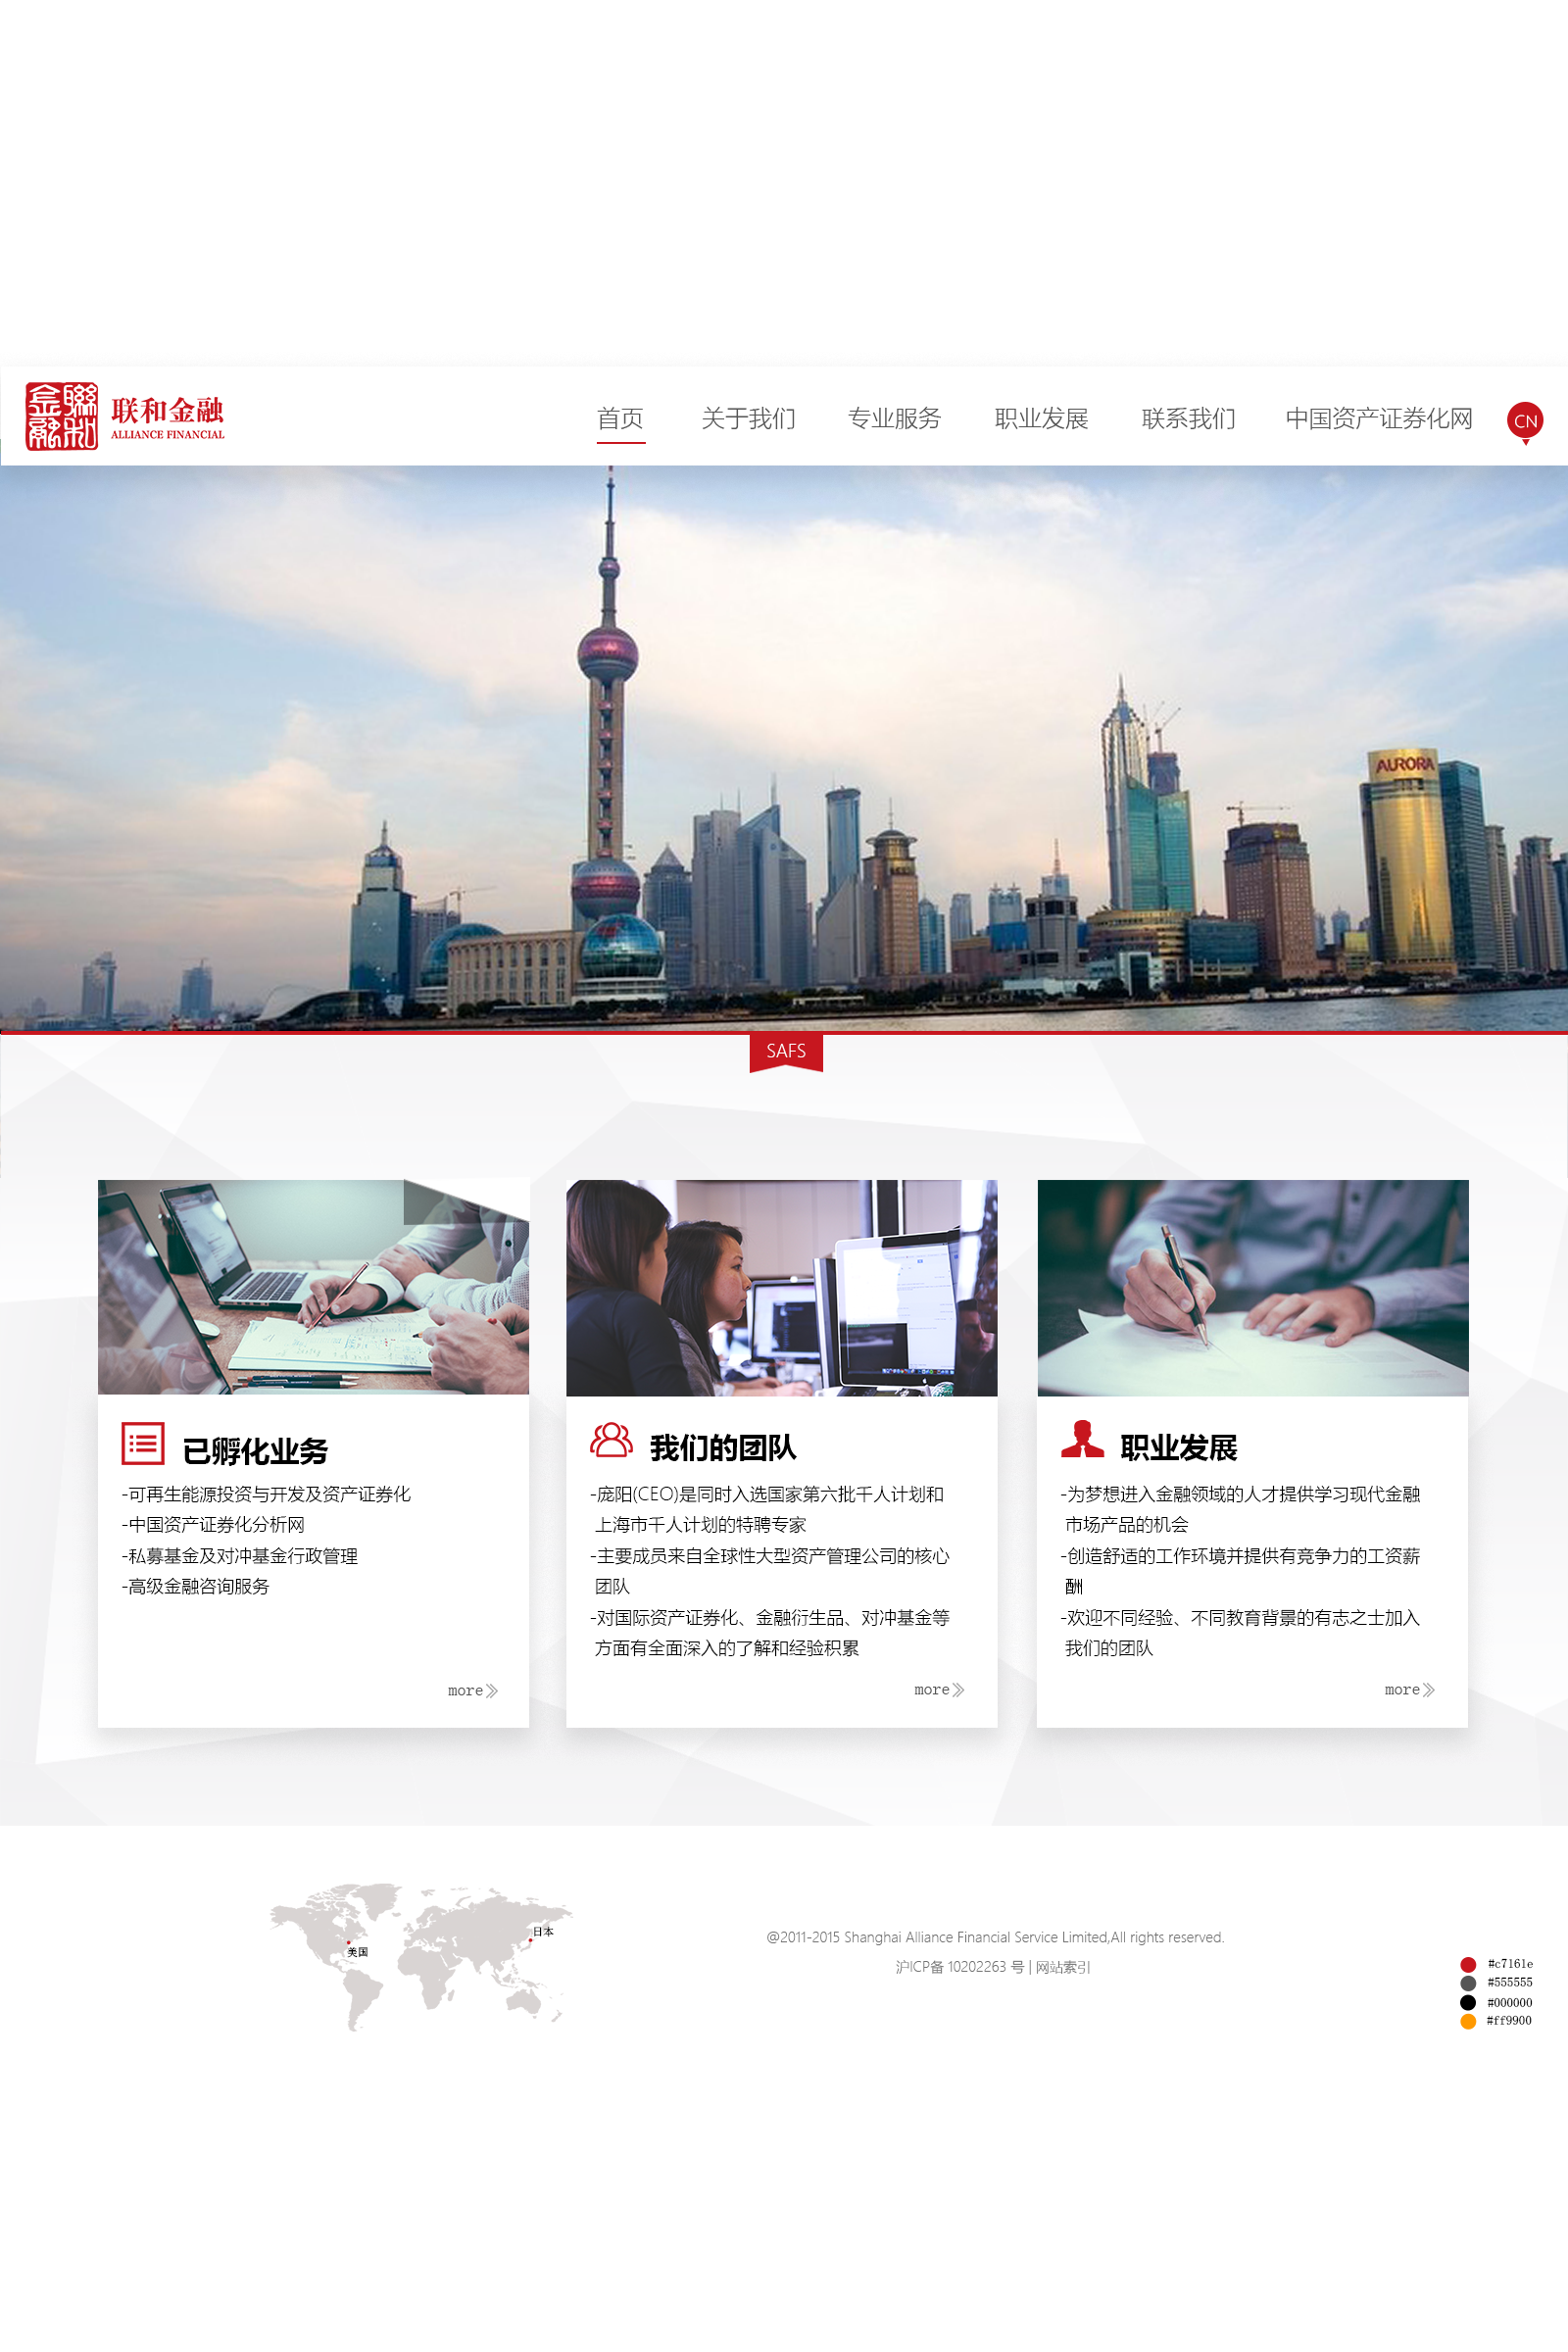 聯和金融
联和金融
ALLIANCE FINANCIAL
首页
关于我们
专业服务
职业发展
联系我们
中国资产证券化网
CN
AURORA
SAFS
已孵化业务
-可再生能源投资与开发及资产证券化
-中国资产证券化分析网
-私募基金及对冲基金行政管理
-高级金融咨询服务
more
我们的团队
-庞阳(CEO)是同时入选国家第六批千人计划和
上海市千人计划的特聘专家
-主要成员来自全球性大型资产管理公司的核心
团队
-对国际资产证券化、金融衍生品、对冲基金等
方面有全面深入的了解和经验积累
more
职业发展
-为梦想进入金融领域的人才提供学习现代金融
市场产品的机会
-创造舒适的工作环境并提供有竞争力的工资薪
酬
-欢迎不同经验、不同教育背景的有志之士加入
我们的团队
more
日本
美国
@2011-2015 Shanghai Alliance Financial Service Limited,All rights reserved.
沪ICP备 10202263 号 | 网站索引
#c7161e
#555555
#000000
#ff9900